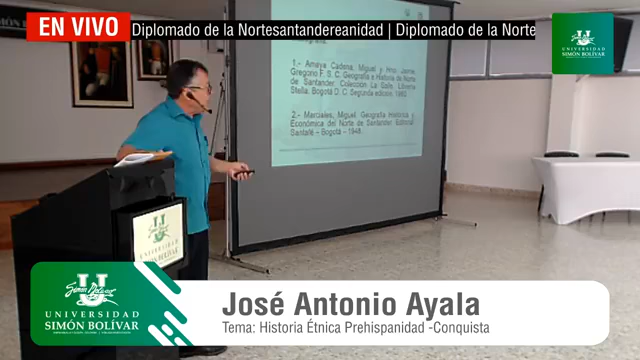 EN VIVO
Diplomado de la Nortesantandereanidad | Diplomado de la Norte
UNIVERSIDAD
SIMÓN BOLÍVAR
1.- Amaya Cadena, Miguel y Hno. Jaime,
Gregorio F. S. C. Geografía e Historia de Norte
de Santander. Colección La Salle, Librería
Stella. Bogotá D. C. Segunda edición,
2.- Marciales, Miguel. Geografía Histórica y
Económica del Norte de Santander. Editorial
Santafé – Bogotá – 1948.
UNIVERSIDAD
SIMÓN BOLÍVAR
UNIVERSIDAD
SIMÓN BOLÍVAR
José Antonio Ayala
Tema: Historia Étnica Prehispanidad -Conquista